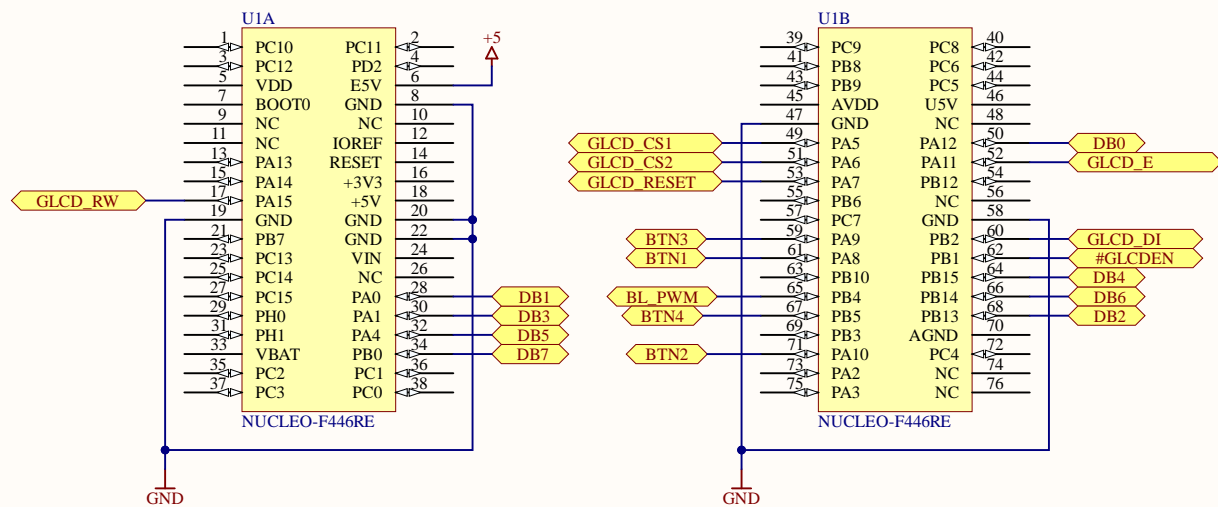 U1A
1 PC10 PC11 2
3 PC12 PD2 4
5 VDD E5V 6
7 BOOT0 GND 8
9 NC NC 10
11 NC IOREF 12
13 PA13 RESET 14
15 PA14 +3V3 16
GLCD_RW 17 PA15 +5V 18
19 GND GND 20
21 PB7 GND 22
23 PC13 VIN 24
25 PC14 NC 26
27 PC15 PA0 28 DB1
29 PH0 PA1 30 DB3
31 PH1 PA4 32 DB5
33 VBAT PB0 34 DB7
35 PC2 PC1 36
37 PC3 PC0 38
NUCLEO-F446RE
+5
GND
U1B
39 PC9 PC8 40
41 PB8 PC6 42
43 PB9 PC5 44
45 AVDD U5V 46
47 GND NC 48
GLCD_CS1 49 PA5 PA12 50 DB0
GLCD_CS2 51 PA6 PA11 52 GLCD_E
GLCD_RESET 53 PA7 PB12 54
55 PB6 NC 56
57 PC7 GND 58
BTN3 59 PA9 PB2 60 GLCD_DI
BTN1 61 PA8 PB1 62 #GLCDEN
63 PB10 PB15 64 DB4
BL_PWM 65 PB4 PB14 66 DB6
BTN4 67 PB5 PB13 68 DB2
69 PB3 AGND 70
BTN2 71 PA10 PC4 72
73 PA2 NC 74
75 PA3 NC 76
NUCLEO-F446RE
GND